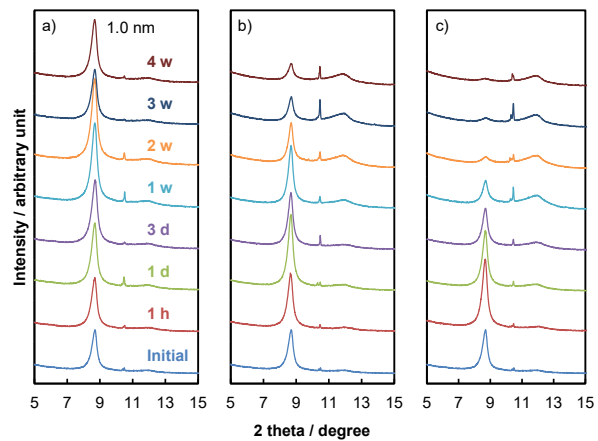 a) 1.0 nm b) c)
4 w
3 w
2 w
1 w
3 d
1 d
1 h
Initial
Intensity / arbitrary unit
5 7 9 11 13 15 5 7 9 11 13 15 5 7 9 11 13 15
2 theta / degree